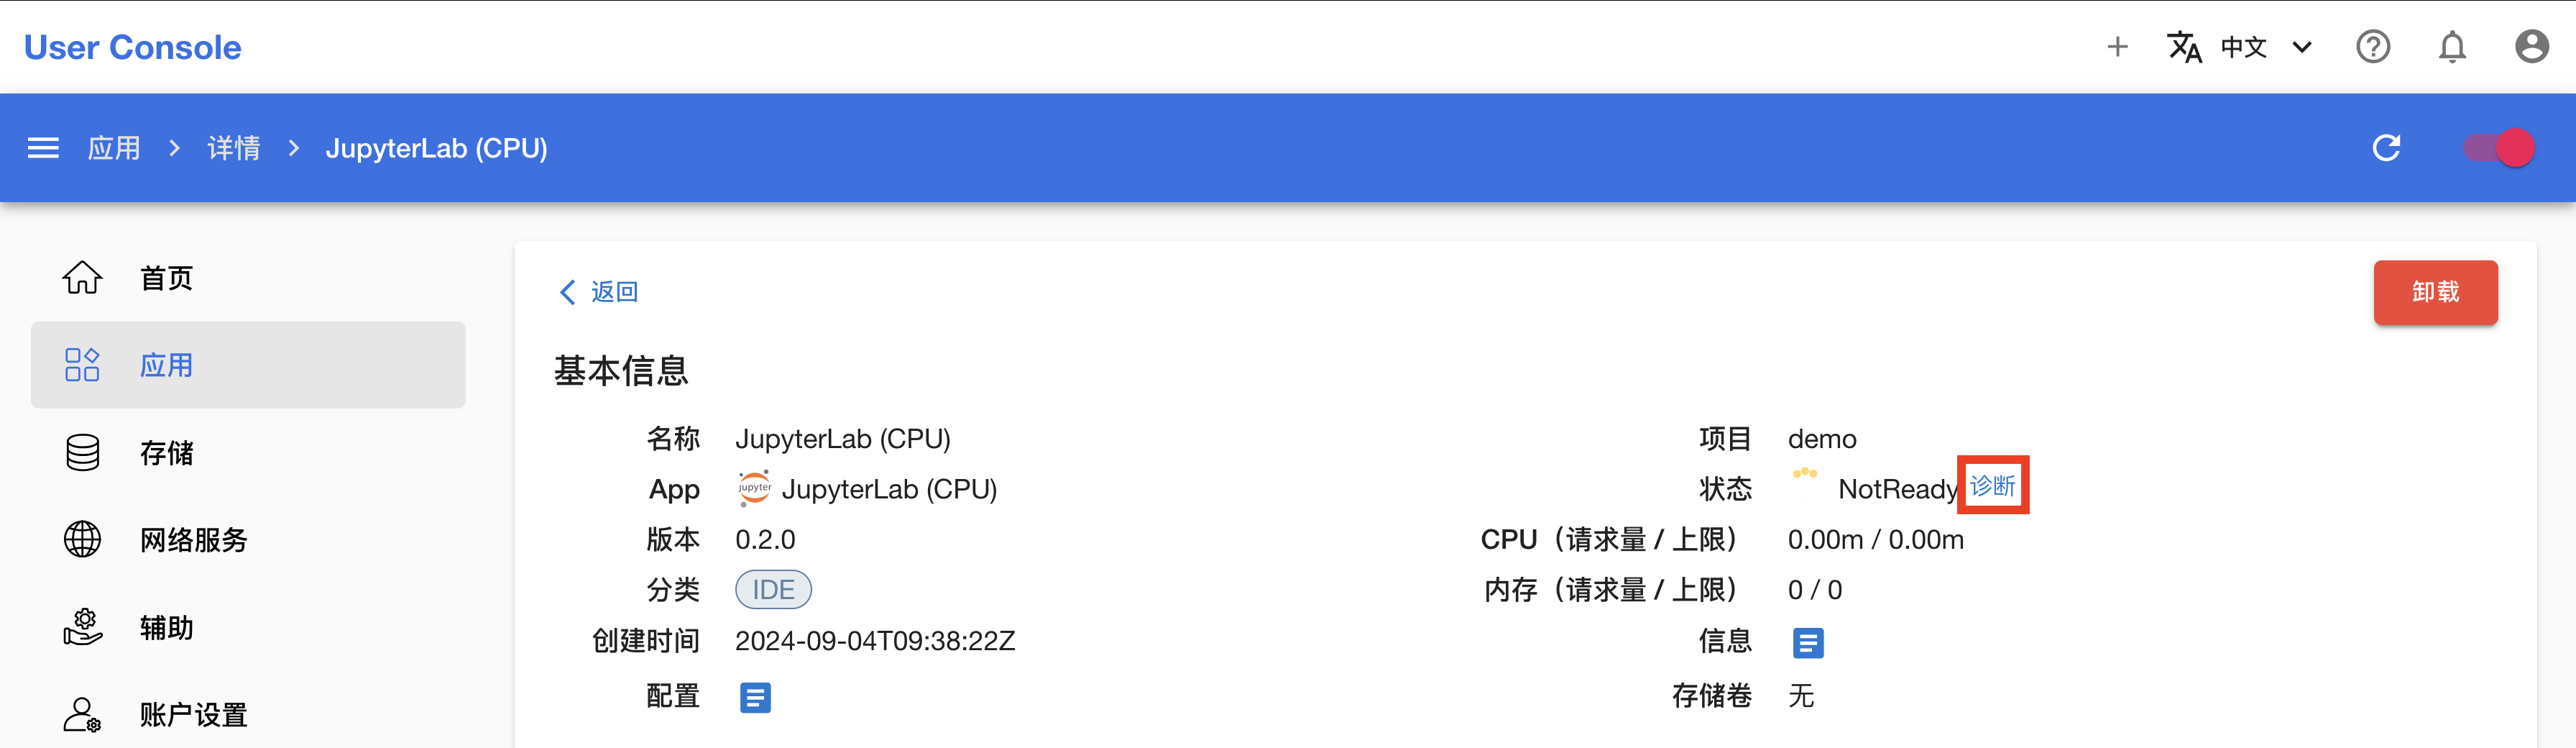 User Console
中文
应用 > 详情 > JupyterLab (CPU)
首页
应用
存储
网络服务
辅助
账户设置
返回
卸载
基本信息
名称 JupyterLab (CPU)
App jupyter JupyterLab (CPU)
版本 0.2.0
分类 IDE
创建时间 2024-09-04T09:38:22Z
配置
项目 demo
状态 NotReady 诊断
CPU（请求量 / 上限） 0.00m / 0.00m
内存（请求量 / 上限） 0 / 0
信息
存储卷 无